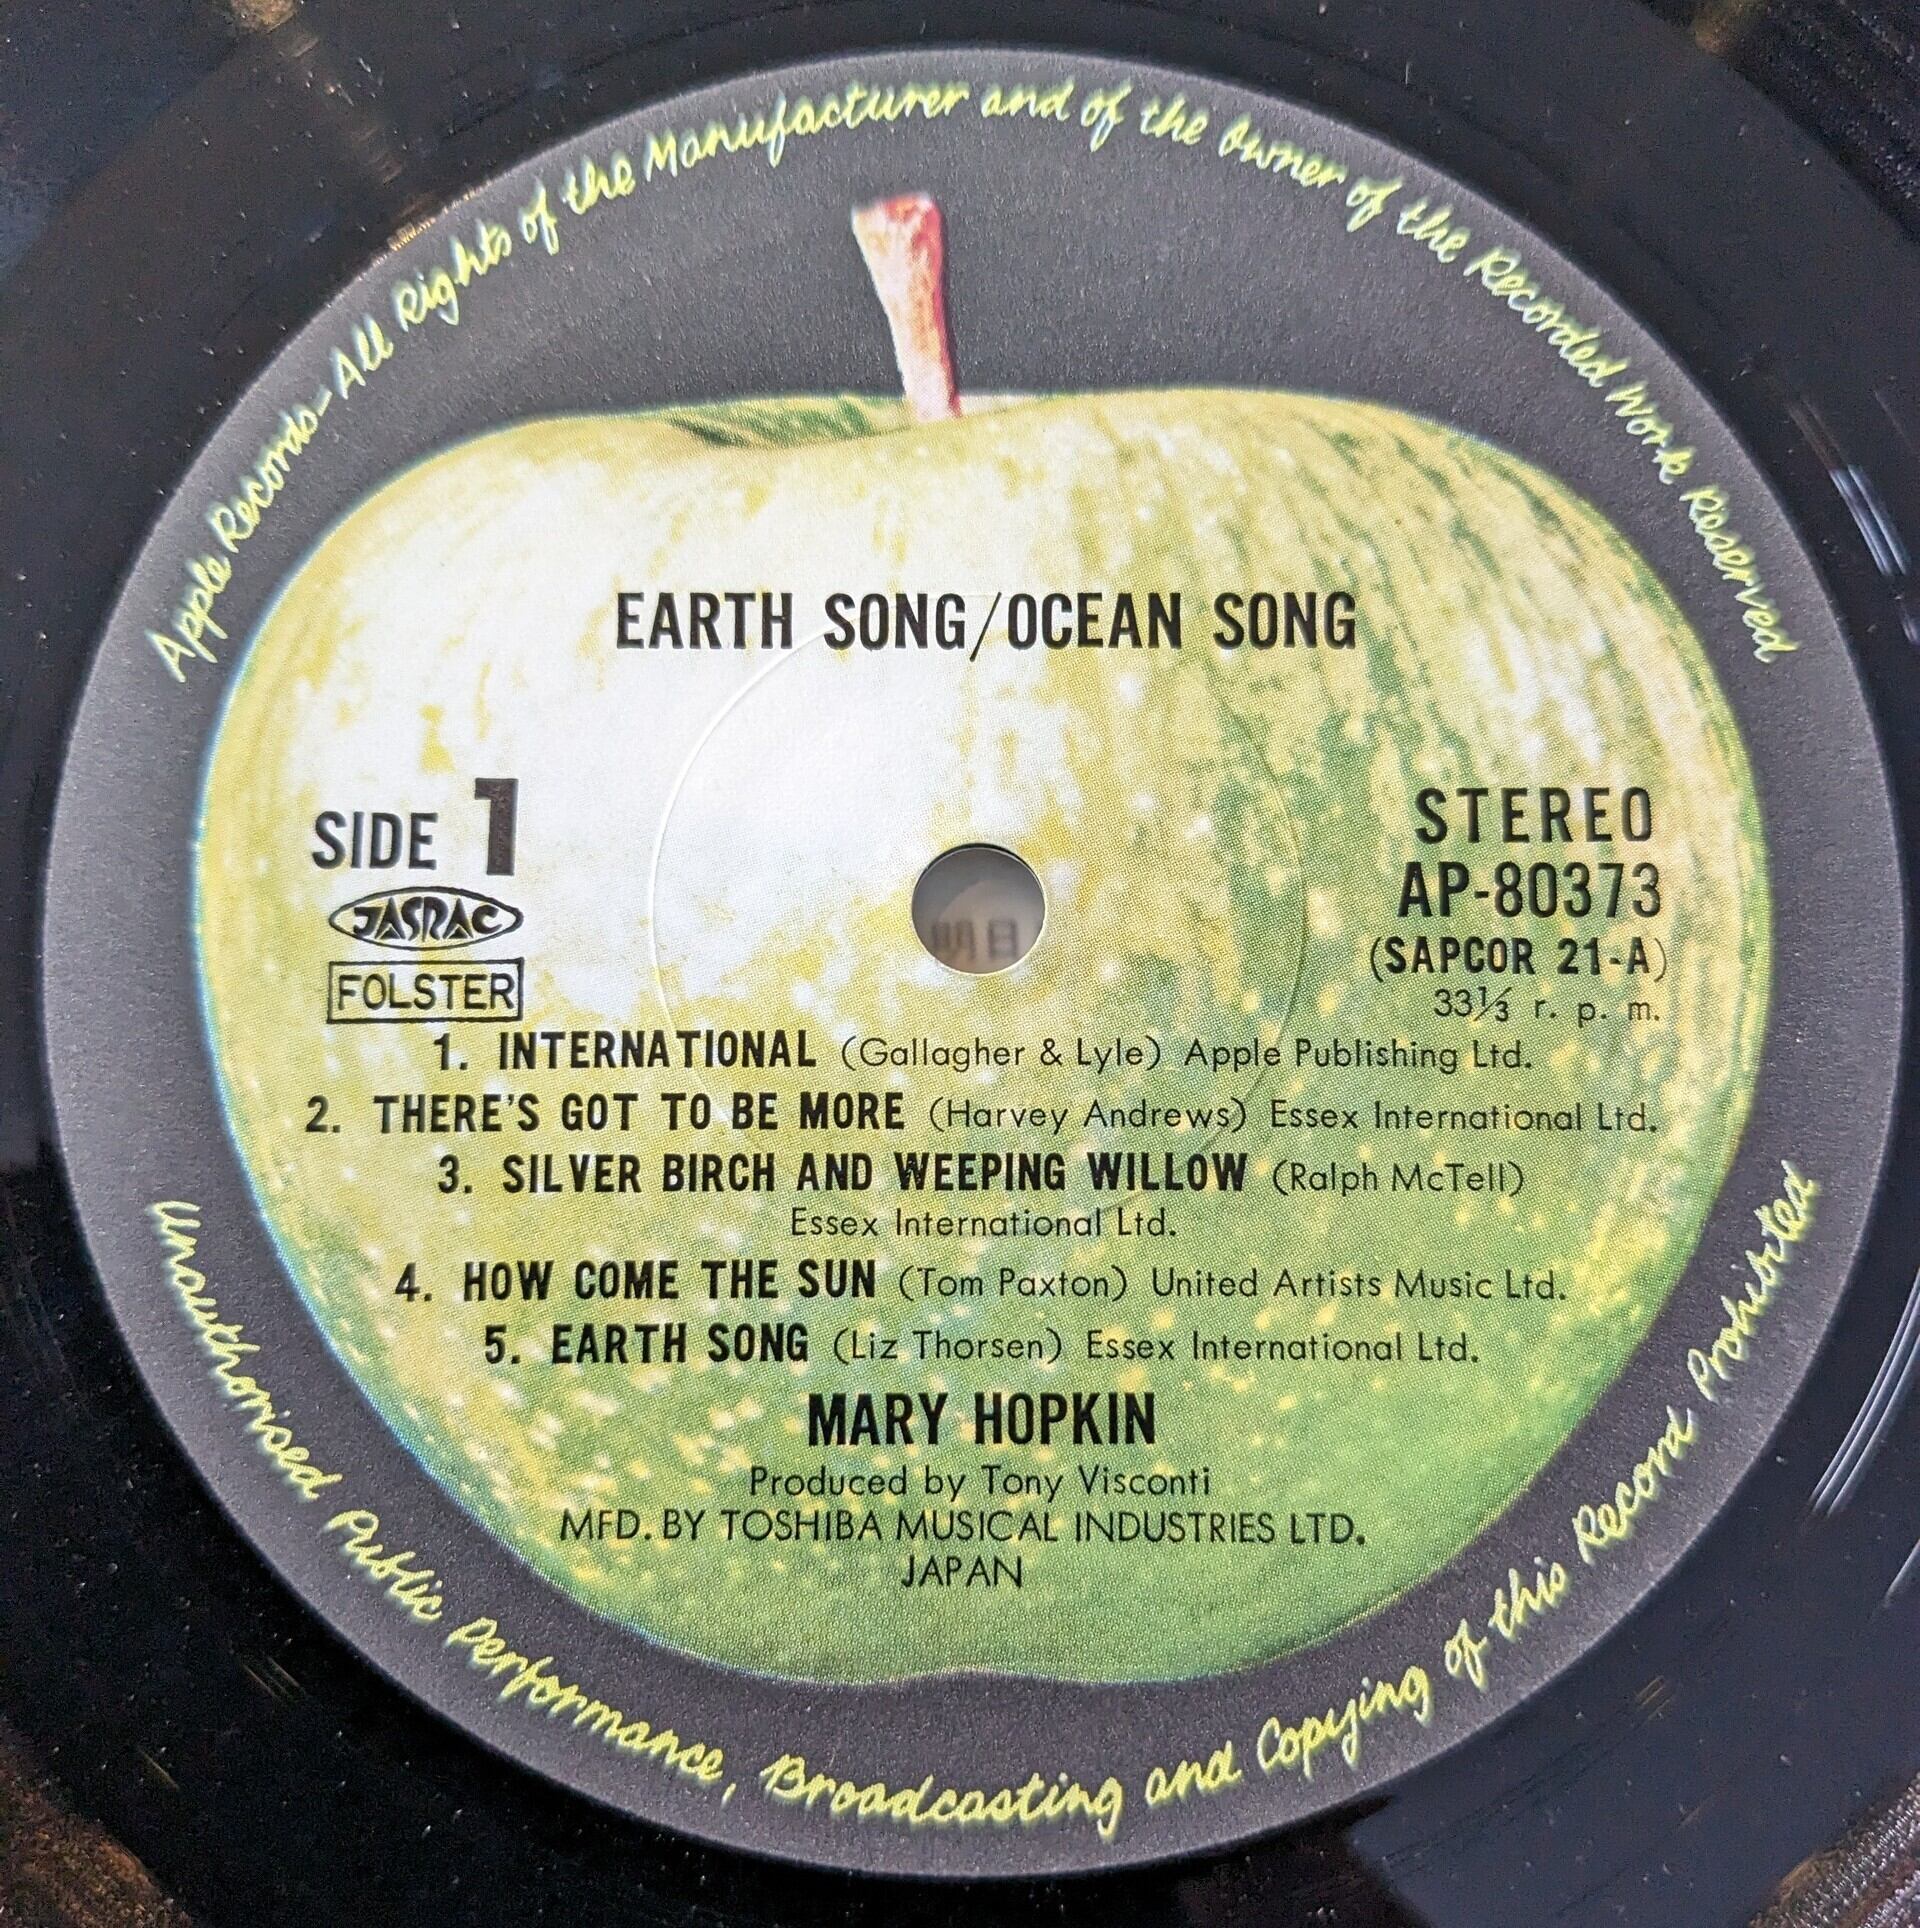 Apple Records-All Rights of the Manufacturer and of the Owner of the Recorded Work Reserved
EARTH SONG/OCEAN SONG
SIDE 1
JASRAC
FOLSTER
STEREO
AP-80373
(SAPCOR 21-A)
33⅓ r. p. m.
明日
1. INTERNATIONAL (Gallagher & Lyle) Apple Publishing Ltd.
2. THERE'S GOT TO BE MORE (Harvey Andrews) Essex International Ltd.
3. SILVER BIRCH AND WEEPING WILLOW (Ralph McTell)
Essex International Ltd.
4. HOW COME THE SUN (Tom Paxton) United Artists Music Ltd.
5. EARTH SONG (Liz Thorsen) Essex International Ltd.
MARY HOPKIN
Produced by Tony Visconti
MFD. BY TOSHIBA MUSICAL INDUSTRIES LTD.
JAPAN
Unauthorised Public Performance, Broadcasting and Copying of this Record Prohibited